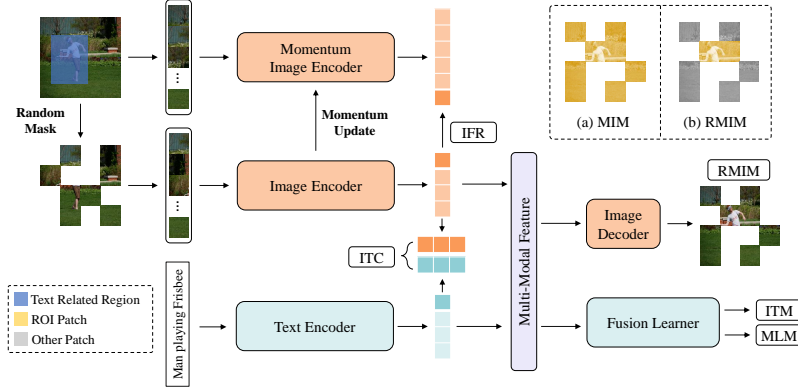 Momentum
Image Encoder
Random
Mask
Momentum
Update
IFR
(a) MIM
(b) RMIM
Image Encoder
RMIM
Image
Decoder
Multi-Modal Feature
ITC
Text Related Region
ROI Patch
Other Patch
Man playing Frisbee
Text Encoder
Fusion Learner
ITM
MLM